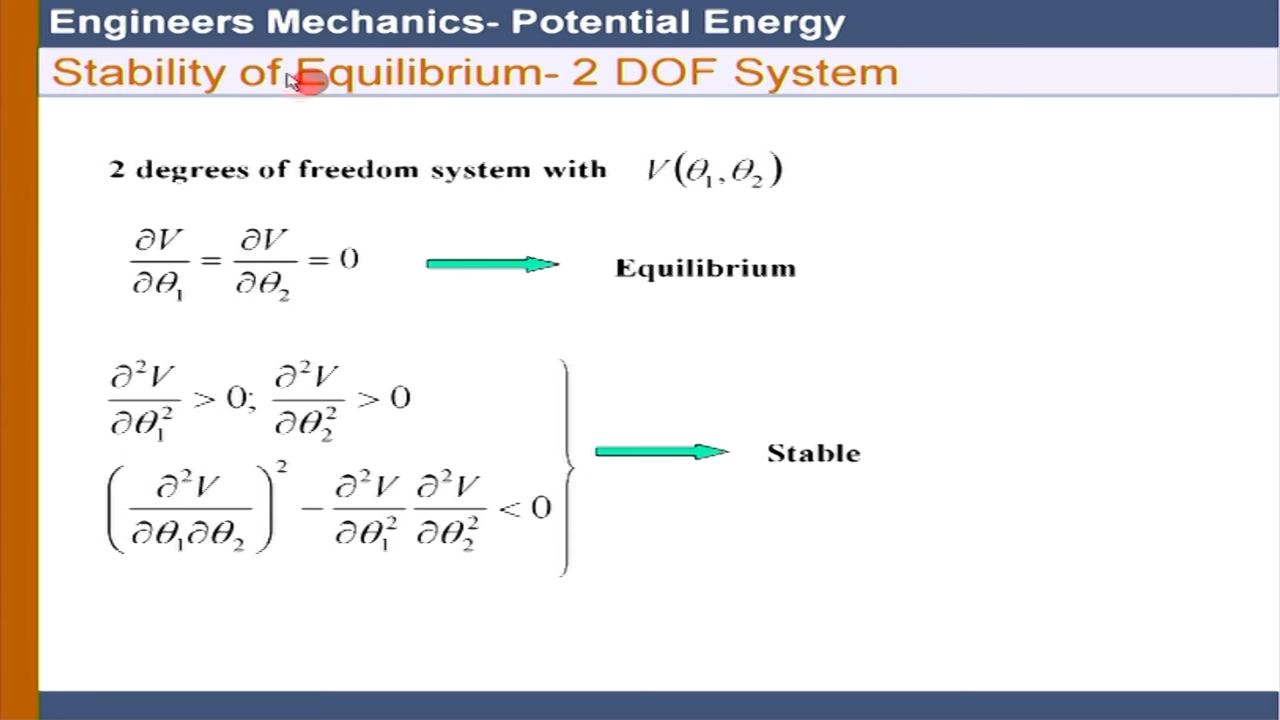 Engineers Mechanics- Potential Energy
Stability of Equilibrium- 2 DOF System
2 degrees of freedom system with V(θ₁,θ₂)
∂V/∂θ₁ = ∂V/∂θ₂ = 0 Equilibrium
∂²V/∂θ₁² > 0; ∂²V/∂θ₂² > 0
(∂²V/∂θ₁∂θ₂)² − ∂²V/∂θ₁² ∂²V/∂θ₂² < 0 Stable